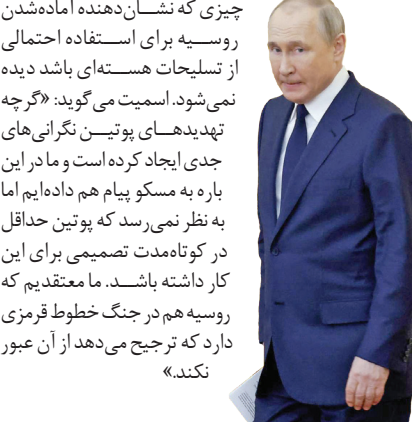 چیزی که نشان‌دهنده آماده‌شدن
روسیه برای استفاده احتمالی
از تسلیحات هسته‌ای باشد دیده
نمی‌شود. اسمیت می‌گوید: «گرچه
تهدیدهای پوتین نگرانی‌های
جدی ایجاد کرده است و ما در این
باره به مسکو پیام هم داده‌ایم اما
به نظر نمی‌رسد که پوتین حداقل
در کوتاه‌مدت تصمیمی برای این
کار داشته باشد. ما معتقدیم که
روسیه هم در جنگ خطوط قرمزی
دارد که ترجیح می‌دهد از آن عبور
نکند.»